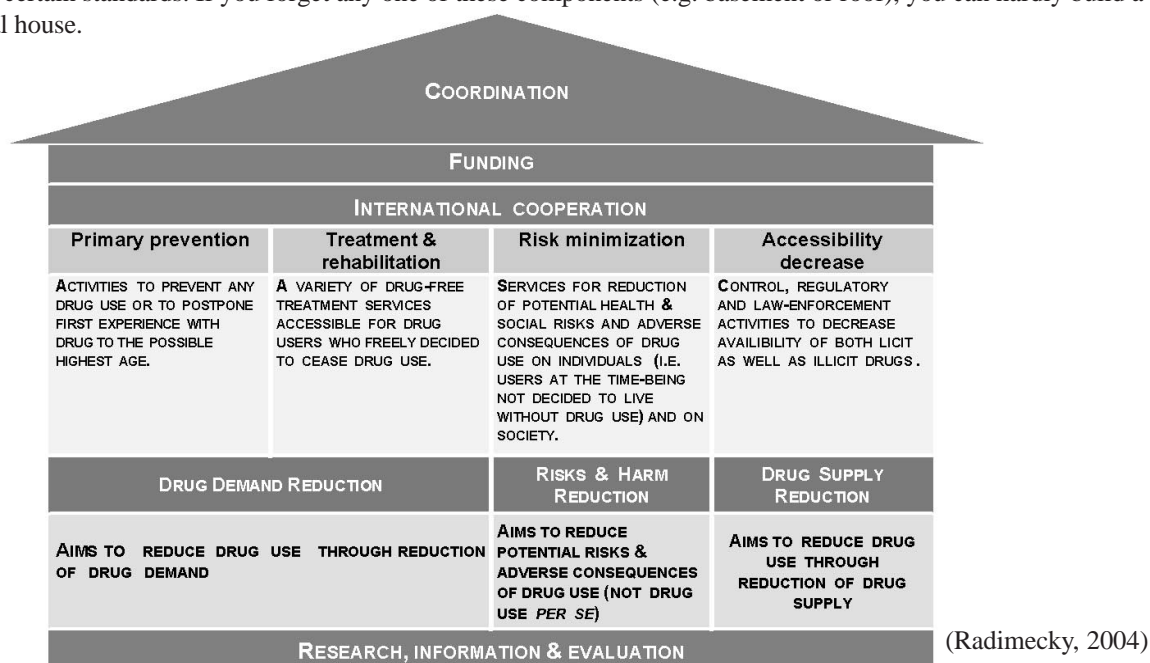 certain standards. If you forget any one of these components (e.g. basement or roof), you can hardly build a
l house.
COORDINATION
FUNDING
INTERNATIONAL COOPERATION
Primary prevention
ACTIVITIES TO PREVENT ANY
DRUG USE OR TO POSTPONE
FIRST EXPERIENCE WITH
DRUG TO THE POSSIBLE
HIGHEST AGE.
Treatment &
rehabilitation
A VARIETY OF DRUG-FREE
TREATMENT SERVICES
ACCESSIBLE FOR DRUG
USERS WHO FREELY DECIDED
TO CEASE DRUG USE.
Risk minimization
SERVICES FOR REDUCTION
OF POTENTIAL HEALTH &
SOCIAL RISKS AND ADVERSE
CONSEQUENCES OF DRUG
USE ON INDIVIDUALS (I.E.
USERS AT THE TIME-BEING
NOT DECIDED TO LIVE
WITHOUT DRUG USE) AND ON
SOCIETY.
Accessibility
decrease
CONTROL, REGULATORY
AND LAW-ENFORCEMENT
ACTIVITIES TO DECREASE
AVAILIBILITY OF BOTH LICIT
AS WELL AS ILLICIT DRUGS.
DRUG DEMAND REDUCTION
RISKS & HARM
REDUCTION
DRUG SUPPLY
REDUCTION
AIMS TO REDUCE DRUG USE THROUGH REDUCTION
OF DRUG DEMAND
AIMS TO REDUCE
POTENTIAL RISKS &
ADVERSE CONSEQUENCES
OF DRUG USE (NOT DRUG
USE PER SE)
AIMS TO REDUCE DRUG
USE THROUGH
REDUCTION OF DRUG
SUPPLY
RESEARCH, INFORMATION & EVALUATION
(Radimecky, 2004)